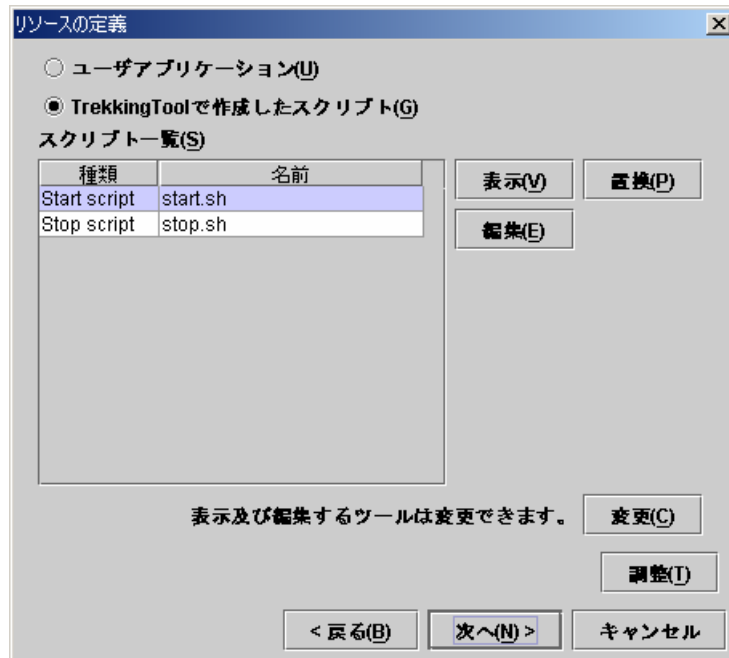 リソースの定義
ユーザアプリケーション(U)
TrekkingToolで作成したスクリプト(G)
スクリプト一覧(S)
種類 名前
Start script start.sh
Stop script stop.sh
表示(V) 置換(P)
編集(E)
表示及び編集するツールは変更できます。 変更(C)
調整(T)
< 戻る(B) 次へ(N) > キャンセル